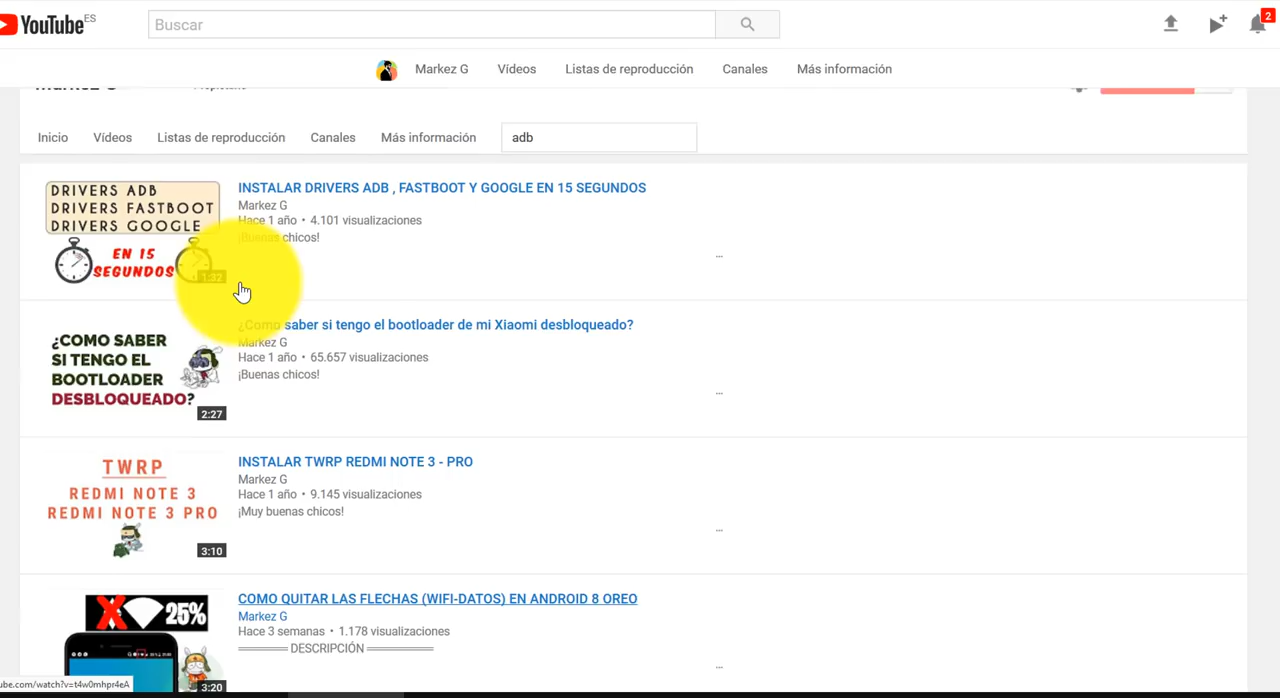 YouTube ES
Buscar
2
Markez G
Vídeos
Listas de reproducción
Canales
Más información
Inicio
Vídeos
Listas de reproducción
Canales
Más información
adb
DRIVERS ADB
DRIVERS FASTBOOT
DRIVERS GOOGLE
EN 15
SEGUNDOS
1:32
INSTALAR DRIVERS ADB , FASTBOOT Y GOOGLE EN 15 SEGUNDOS
Markez G
Hace 1 año • 4.101 visualizaciones
¡Buenas chicos!
...
¿COMO SABER
SI TENGO EL
BOOTLOADER
DESBLOQUEADO?
2:27
¿Como saber si tengo el bootloader de mi Xiaomi desbloqueado?
Markez G
Hace 1 año • 65.657 visualizaciones
¡Buenas chicos!
...
TWRP
REDMI NOTE 3
REDMI NOTE 3 PRO
3:10
INSTALAR TWRP REDMI NOTE 3 - PRO
Markez G
Hace 1 año • 9.145 visualizaciones
¡Muy buenas chicos!
...
X 25%
3:20
COMO QUITAR LAS FLECHAS (WIFI-DATOS) EN ANDROID 8 OREO
Markez G
Hace 3 semanas • 1.178 visualizaciones
═════ DESCRIPCIÓN ═════
...
ube.com/watch?v=t4w0mhpr4eA